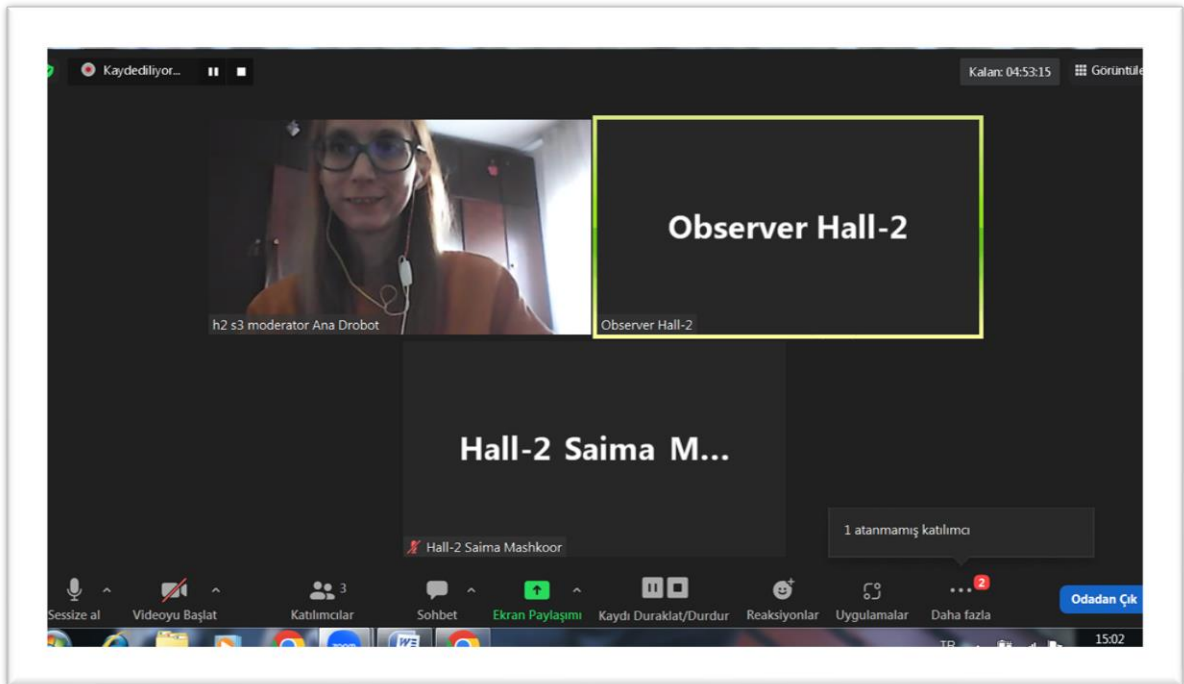 Kaydediliyor...
Kalan: 04:53:15
Görüntüle
h2 s3 moderator Ana Drobot
Observer Hall-2
Observer Hall-2
Hall-2 Saima M...
Hall-2 Saima Mashkoor
1 atanmamış katılımcı
3
2
Sessize al
Videoyu Başlat
Katılımcılar
Sohbet
Ekran Paylaşımı
Kaydı Duraklat/Durdur
Reaksiyonlar
Uygulamalar
Daha fazla
Odadan Çık
zoom
TR
15:02